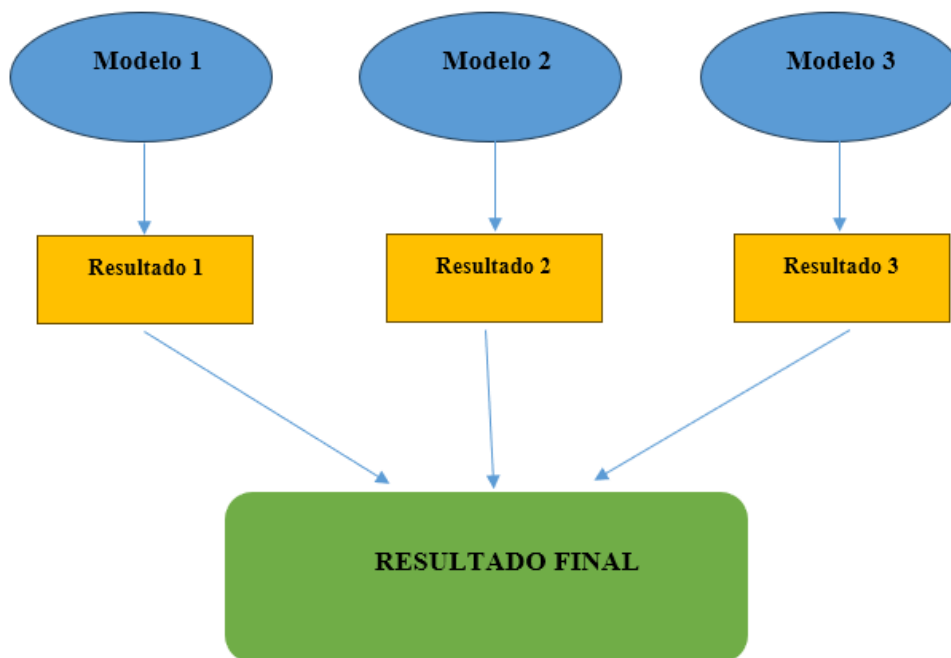 Modelo 1
Modelo 2
Modelo 3
Resultado 1
Resultado 2
Resultado 3
RESULTADO FINAL